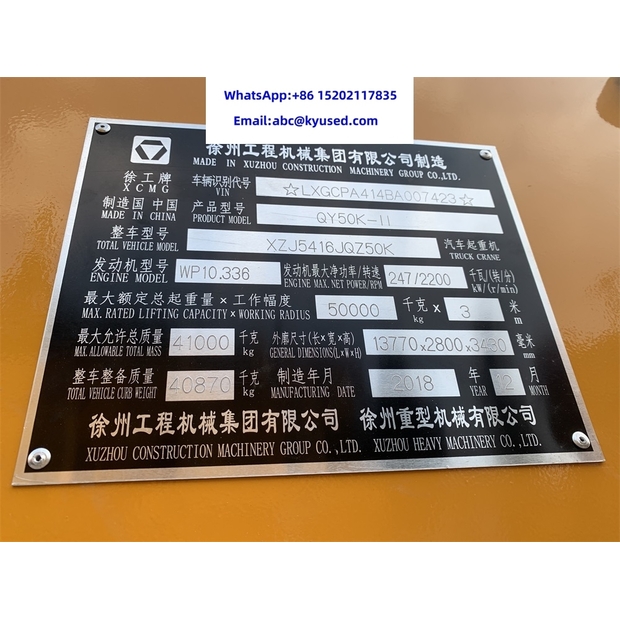 WhatsApp:+86 15202117835
Email:abc@kyused.com
徐州工程机械集团有限公司制造
MADE IN XUZHOU CONSTRUCTION MACHINERY GROUP CO.,LTD.
徐工牌 车辆识别代号 ☆LXGCPA414BA007423☆
XCMG VIN
制造国 中国 产品型号 QY50K-II
MADE IN CHINA PRODUCT MODEL
整车型号 XZJ5416JQZ50K 汽车起重机
TOTAL VEHICLE MODEL TRUCK CRANE
发动机型号 WP10.336 发动机最大净功率/转速 247/2200 千瓦/(转/分)
ENGINE MODEL ENGINE MAX. NET POWER/RPM kW/(r/min)
最大额定总起重量×工作幅度 50000 千克 x 3 米
MAX. RATED LIFTING CAPACITY×WORKING RADIUS kg m
最大允许总质量 41000 千克 外廓尺寸(长×宽×高) 13770×2800×3430 毫米
MAX. ALLOWABLE TOTAL MASS kg GENERAL DIMENSIONS(L×W×H) mm
整车整备质量 40870 千克 制造年月 2018 年 12 月
TOTAL VEHICLE CURB WEIGHT kg MANUFACTURING DATE YEAR MONTH
徐州工程机械集团有限公司 徐州重型机械有限公司
XUZHOU CONSTRUCTION MACHINERY GROUP CO.,LTD. XUZHOU HEAVY MACHINERY CO.,LTD.